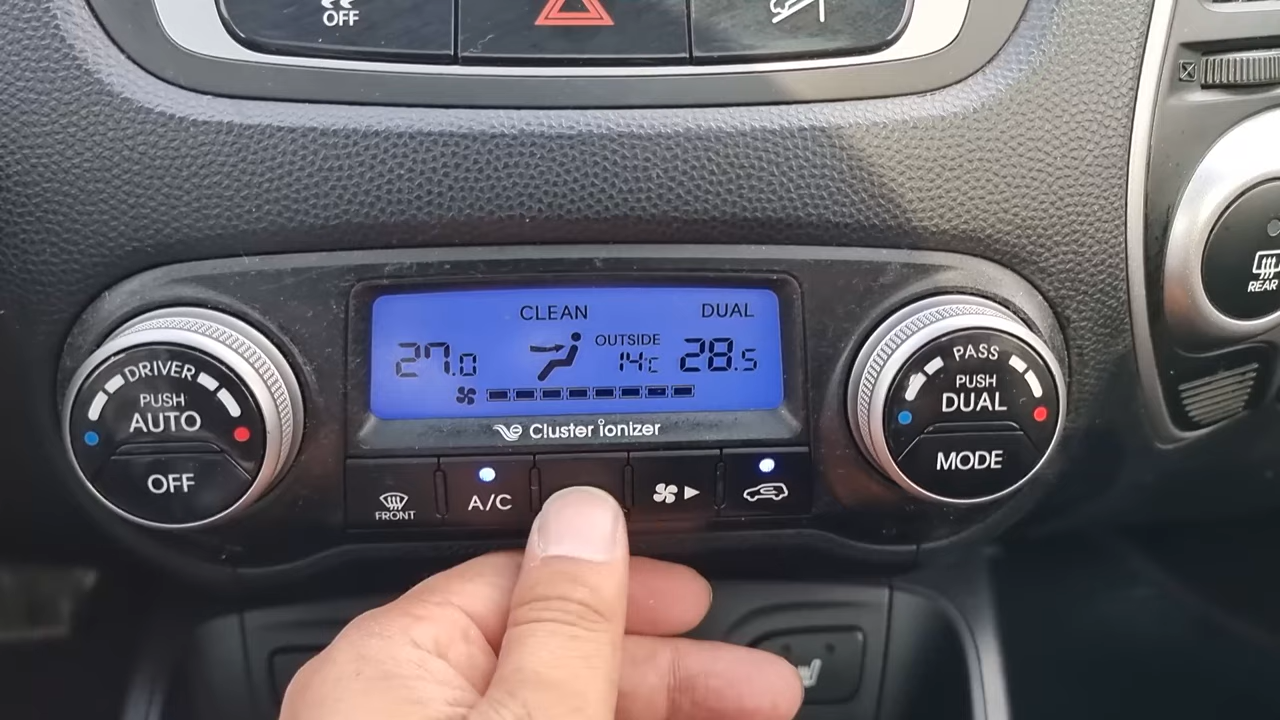 OFF
CLEAN
DUAL
27.0
OUTSIDE
14c
28.5
Cluster ionizer
DRIVER
PUSH
AUTO
OFF
FRONT
A/C
PASS
PUSH
DUAL
MODE
REAR